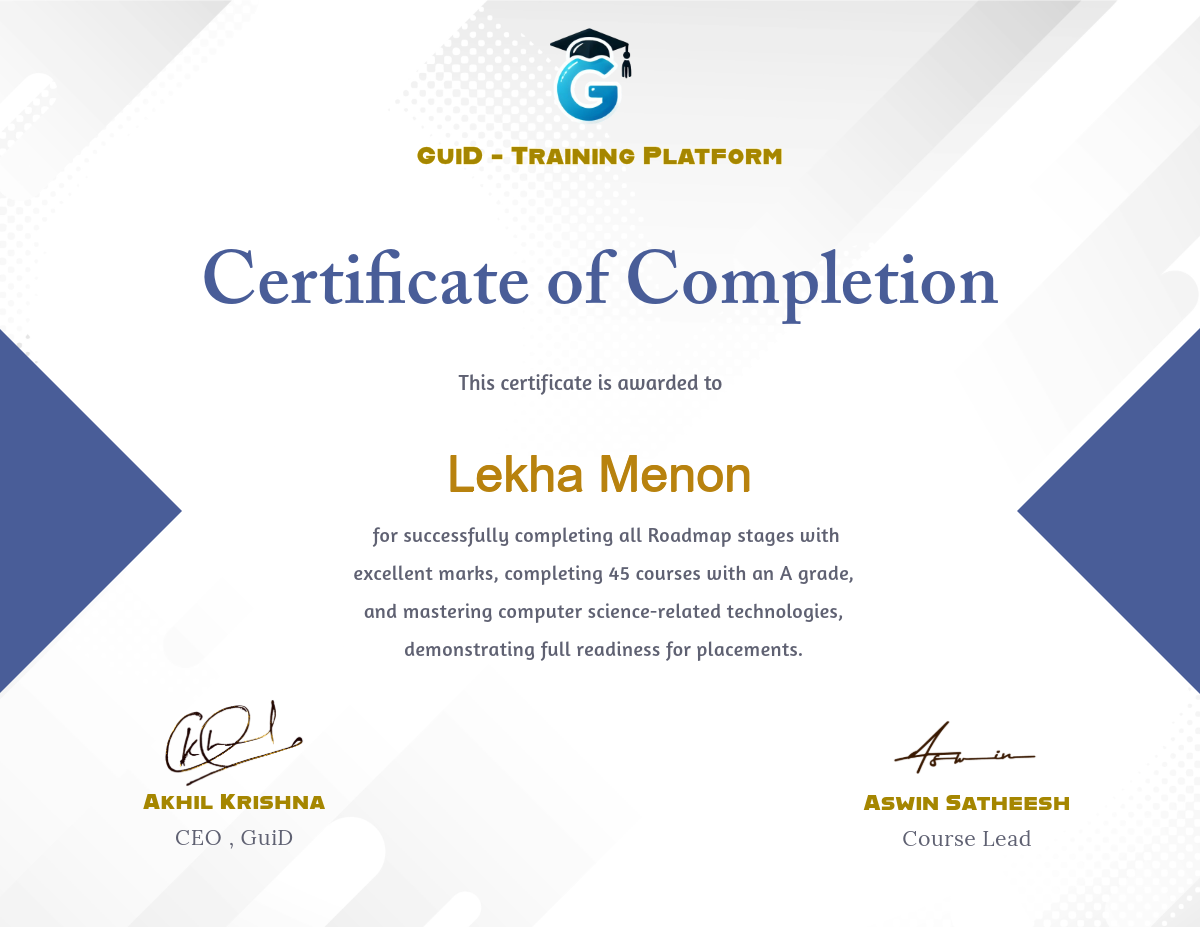 G
GuiD - Training Platform
Certificate of Completion
This certificate is awarded to
Lekha Menon
for successfully completing all Roadmap stages with
excellent marks, completing 45 courses with an A grade,
and mastering computer science-related technologies,
demonstrating full readiness for placements.
Aswin
Akhil Krishna
Aswin Satheesh
CEO , GuiD
Course Lead